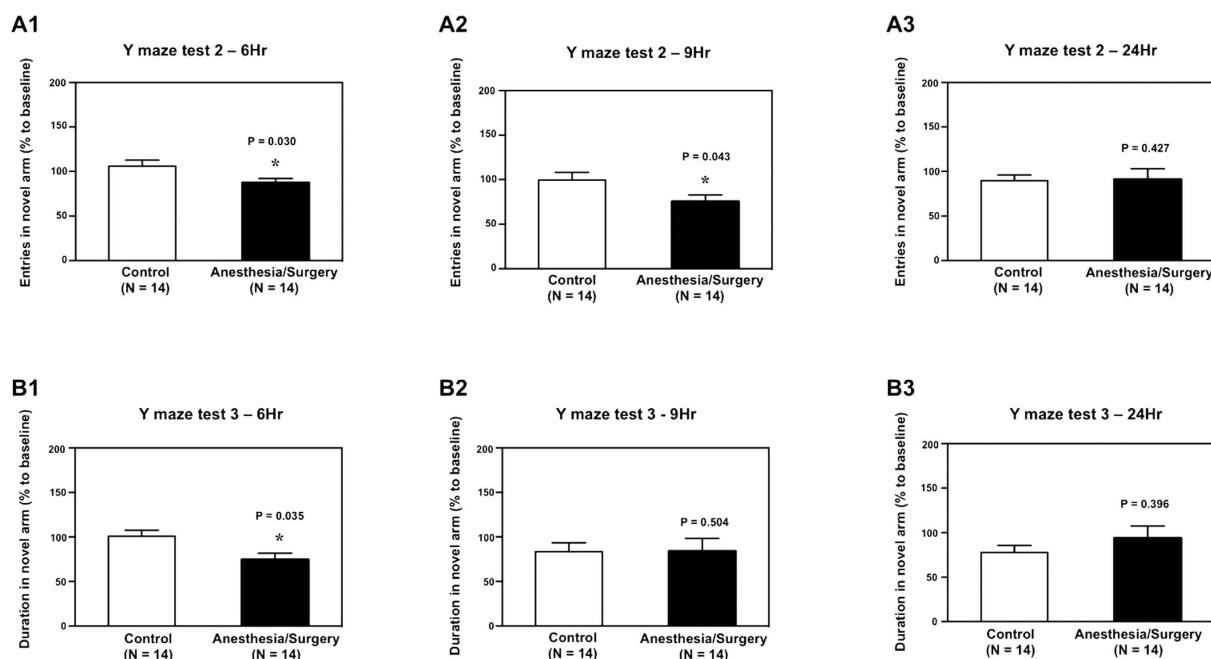 A1
Y maze test 2 – 6Hr
Entries in novel arm (% to baseline)
200
150
100
50
0
P = 0.030
*
Control
(N = 14)
Anesthesia/Surgery
(N = 14)
A2
Y maze test 2 – 9Hr
Entries in novel arm (% to baseline)
200
150
100
50
0
P = 0.043
*
Control
(N = 14)
Anesthesia/Surgery
(N = 14)
A3
Y maze test 2 – 24Hr
Entries in novel arm (% to baseline)
200
150
100
50
0
P = 0.427
Control
(N = 14)
Anesthesia/Surgery
(N = 14)
B1
Y maze test 3 – 6Hr
Duration in novel arm (% to baseline)
200
150
100
50
0
P = 0.035
*
Control
(N = 14)
Anesthesia/Surgery
(N = 14)
B2
Y maze test 3 - 9Hr
Duration in novel arm (% to baseline)
200
150
100
50
0
P = 0.504
Control
(N = 14)
Anesthesia/Surgery
(N = 14)
B3
Y maze test 3 – 24Hr
Duration in novel arm (% to baseline)
200
150
100
50
0
P = 0.396
Control
(N = 14)
Anesthesia/Surgery
(N = 14)